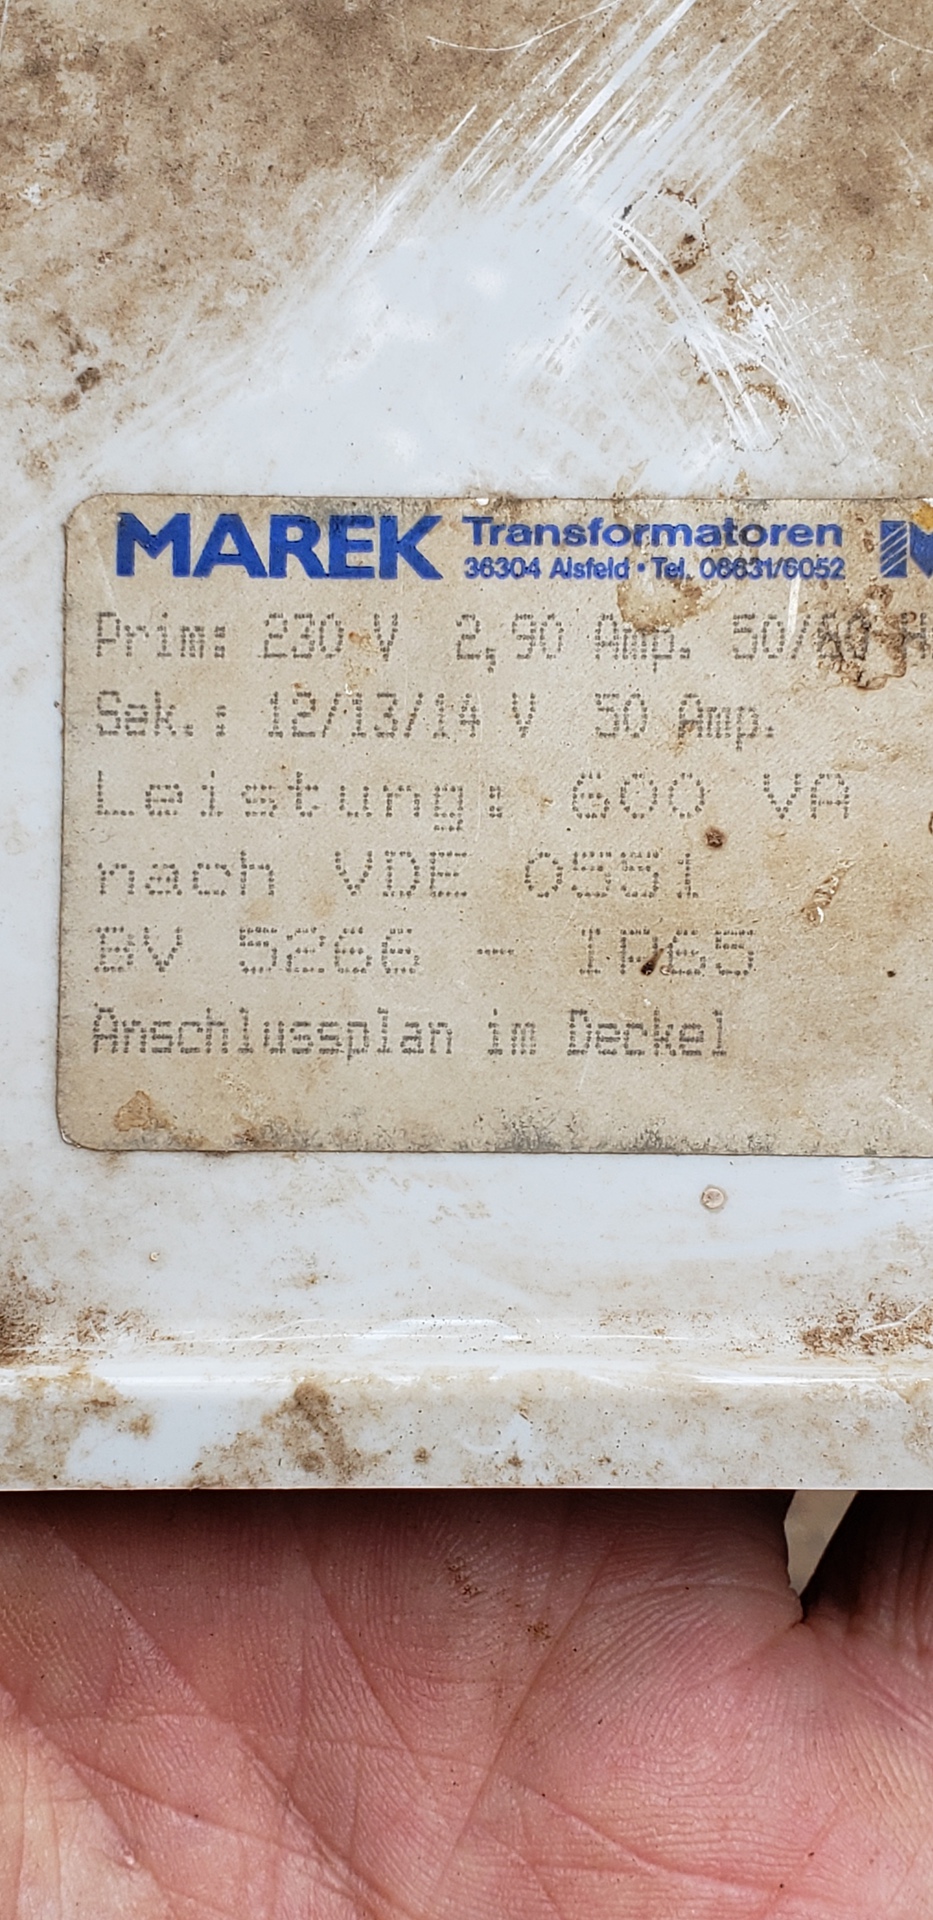 MAREK Transformatoren
36304 Alsfeld • Tel. 06631/6052
Prim: 230 V 2,90 Amp. 50/60 H
Sek.: 12/13/14 V 50 Amp.
Leistung: 600 VA
nach VDE 0551
BV 5266 - IP65
Anschlussplan im Deckel